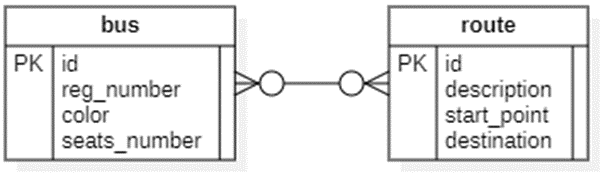 bus
PK id
reg_number
color
seats_number
route
PK id
description
start_point
destination